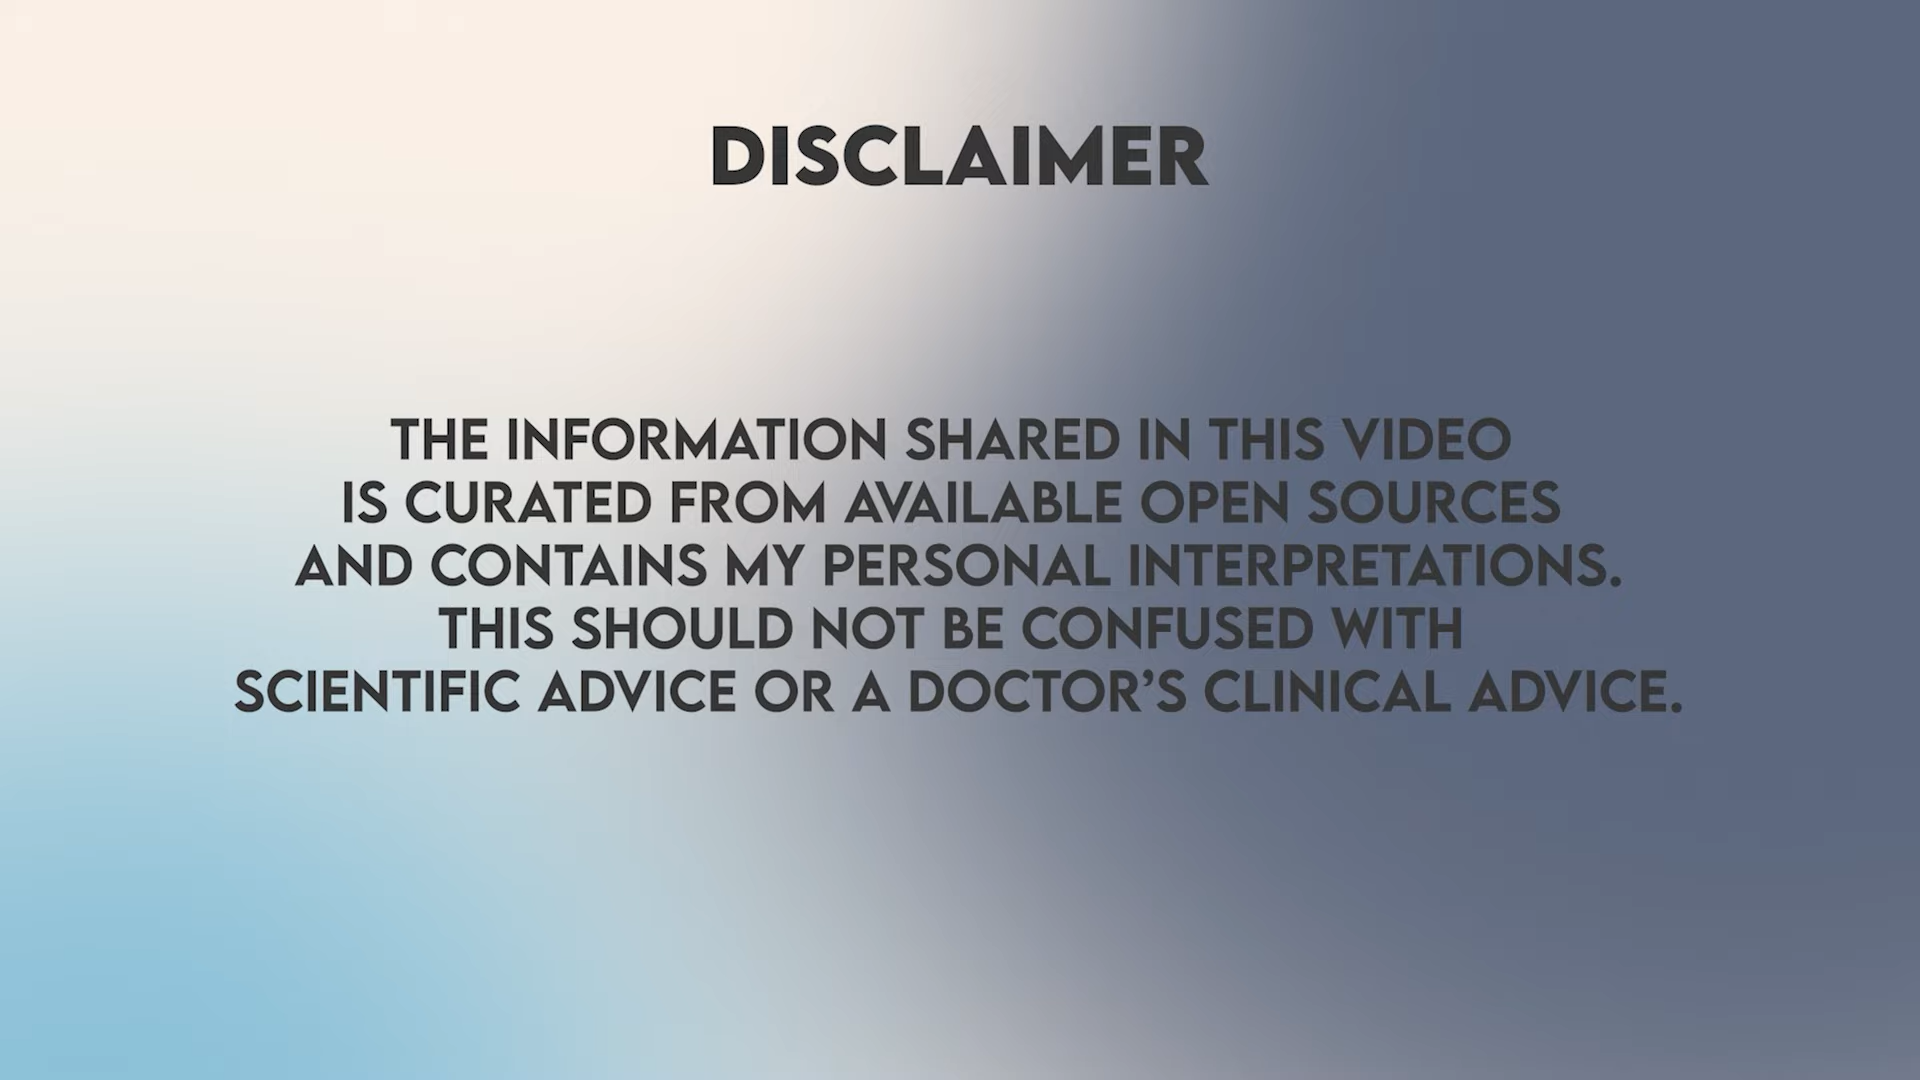 DISCLAIMER
THE INFORMATION SHARED IN THIS VIDEO
IS CURATED FROM AVAILABLE OPEN SOURCES
AND CONTAINS MY PERSONAL INTERPRETATIONS.
THIS SHOULD NOT BE CONFUSED WITH
SCIENTIFIC ADVICE OR A DOCTOR’S CLINICAL ADVICE.